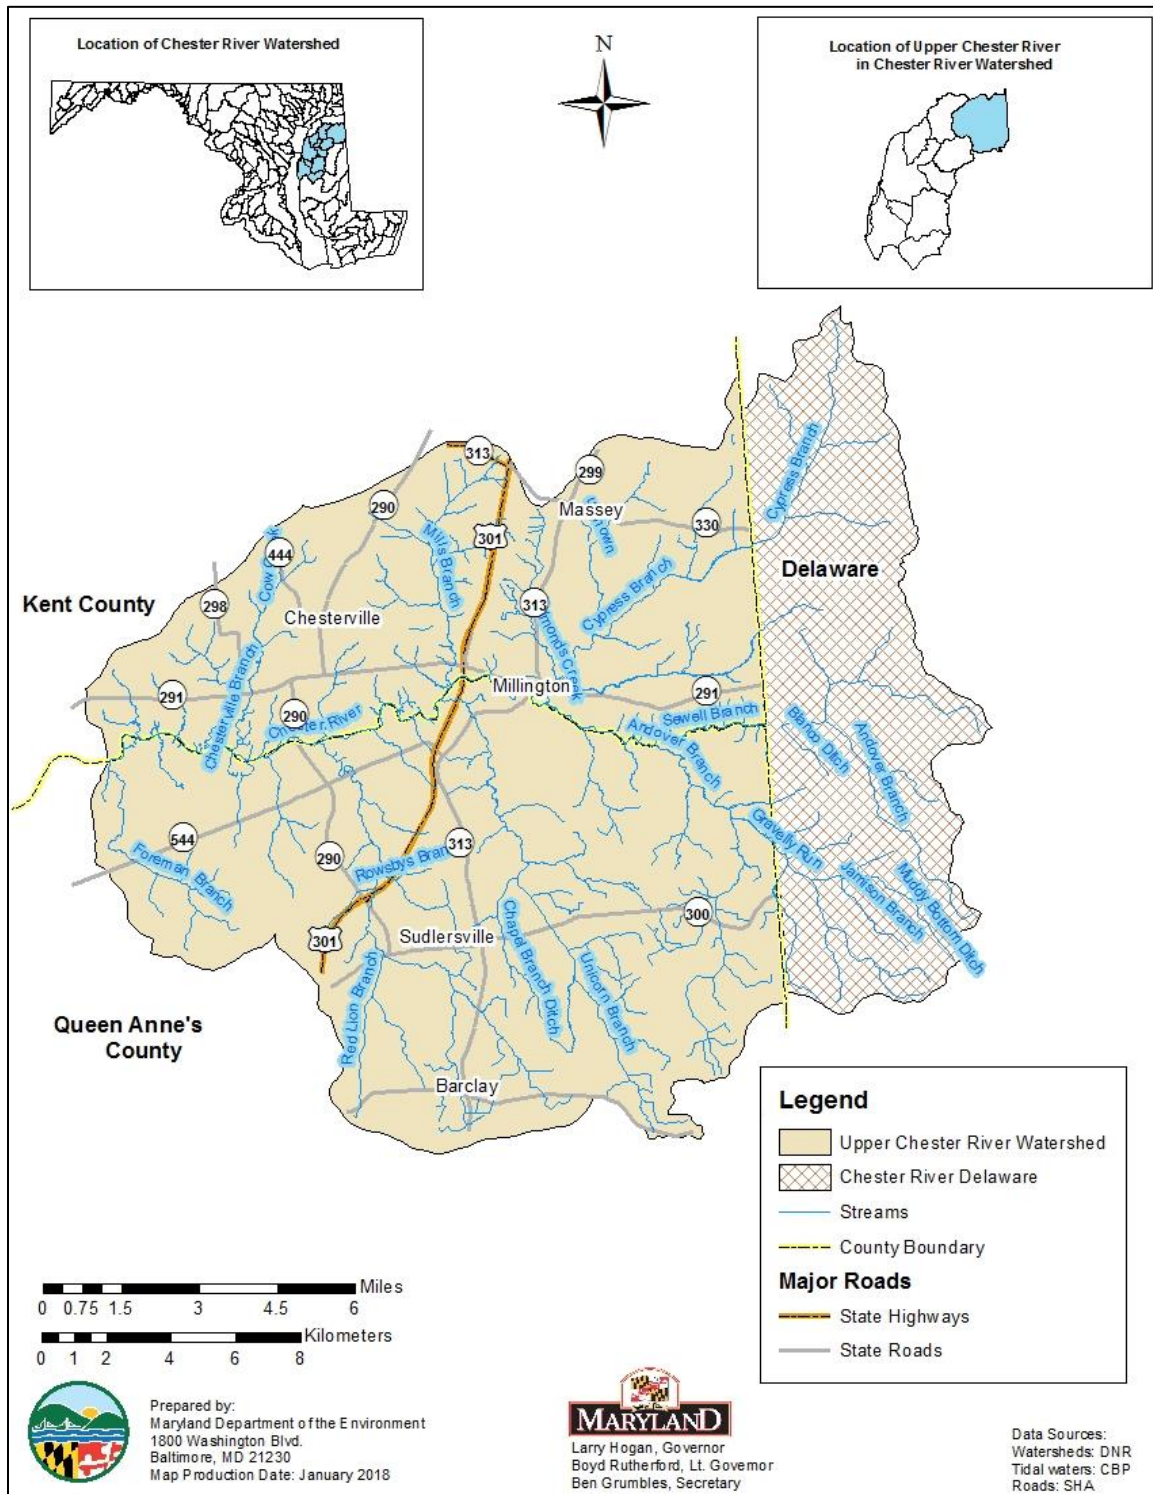 Location of Chester River Watershed
N
Location of Upper Chester River
in Chester River Watershed
313
299
Massey
290
301
330
Cypress Branch
Mills Branch
444
Cow
Delaware
Kent County
298
Chesterville
313
Cypress Branch
Millington
291
290
Chester River
Chesterville Branch
Creek
291
Sewell Branch
Andover Branch
Blanco Ditch
Andover Branch
Gravelly Run
544
Foreman Branch
290
Rowsbys Bran
313
Jamison Branch
Muddy Bottom Ditch
300
301
Sudlersville
Chapel Branch Ditch
Unicorn Branch
Red Lion Branch
Queen Anne's
County
Barclay
Legend
Upper Chester River Watershed
Chester River Delaware
Streams
County Boundary
Major Roads
State Highways
State Roads
Miles
0 0.75 1.5 3 4.5 6
Kilometers
0 1 2 4 6 8
Prepared by:
Maryland Department of the Environment
1800 Washington Blvd.
Baltimore, MD 21230
Map Production Date: January 2018
MARYLAND
Larry Hogan, Governor
Boyd Rutherford, Lt. Governor
Ben Grumbles, Secretary
Data Sources:
Watersheds: DNR
Tidal waters: CBP
Roads: SHA